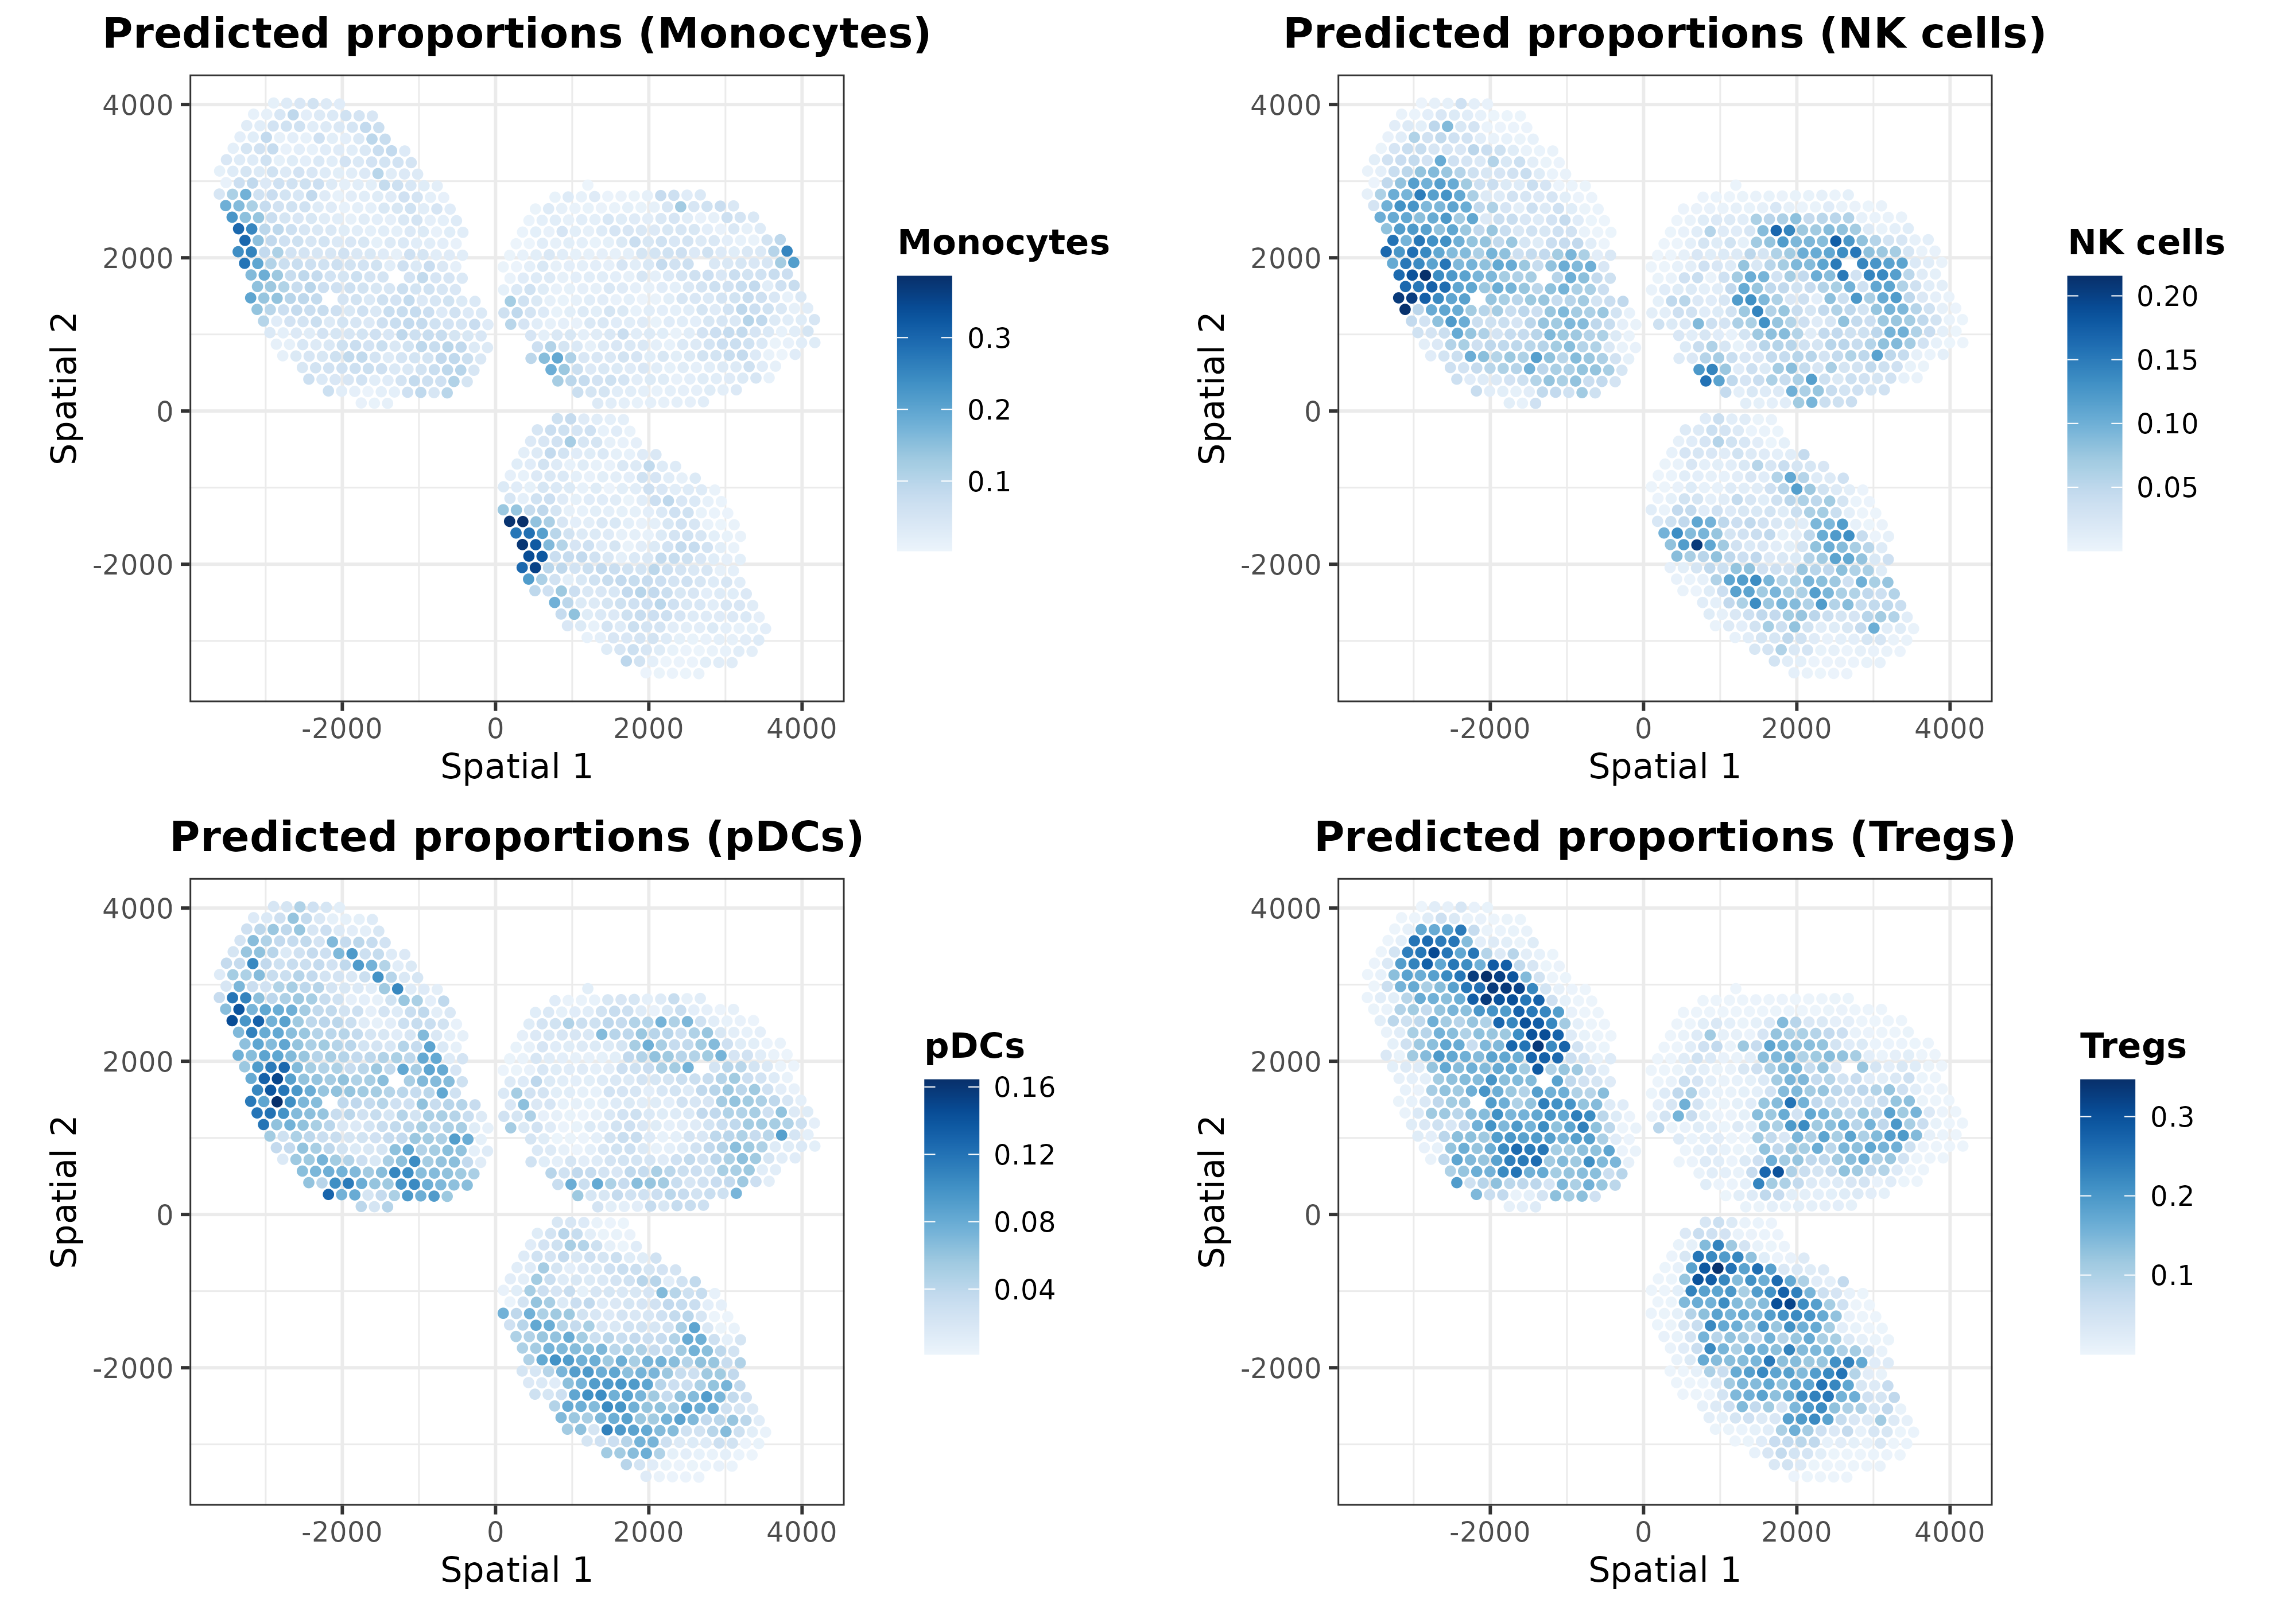 Predicted proportions (Monocytes)
4000
2000
0
-2000
Spatial 2
-2000 0 2000 4000
Spatial 1
Monocytes
0.3
0.2
0.1
Predicted proportions (NK cells)
4000
2000
0
-2000
Spatial 2
-2000 0 2000 4000
Spatial 1
NK cells
0.20
0.15
0.10
0.05
Predicted proportions (pDCs)
4000
2000
0
-2000
Spatial 2
-2000 0 2000 4000
Spatial 1
pDCs
0.16
0.12
0.08
0.04
Predicted proportions (Tregs)
4000
2000
0
-2000
Spatial 2
-2000 0 2000 4000
Spatial 1
Tregs
0.3
0.2
0.1